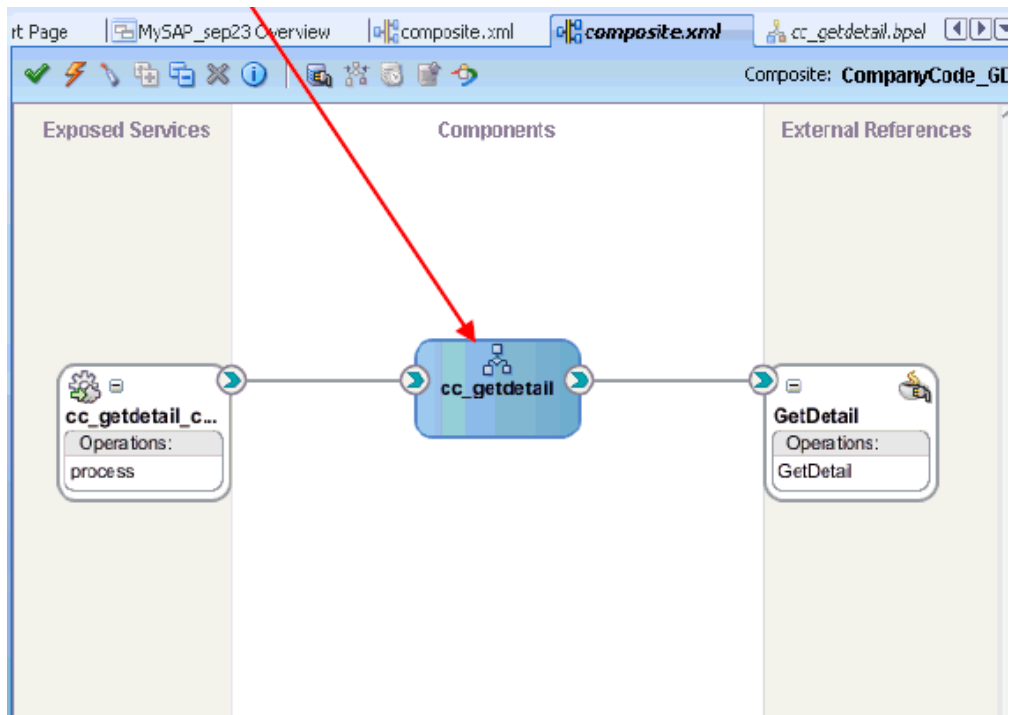 rt Page MySAP_sep23 Overview composite.xml composite.xml cc_getdetail.bpel
Composite: CompanyCode_GD
Exposed Services Components External References
cc_getdetail
cc_getdetail_c...
Operations:
process
GetDetail
Operations:
GetDetail